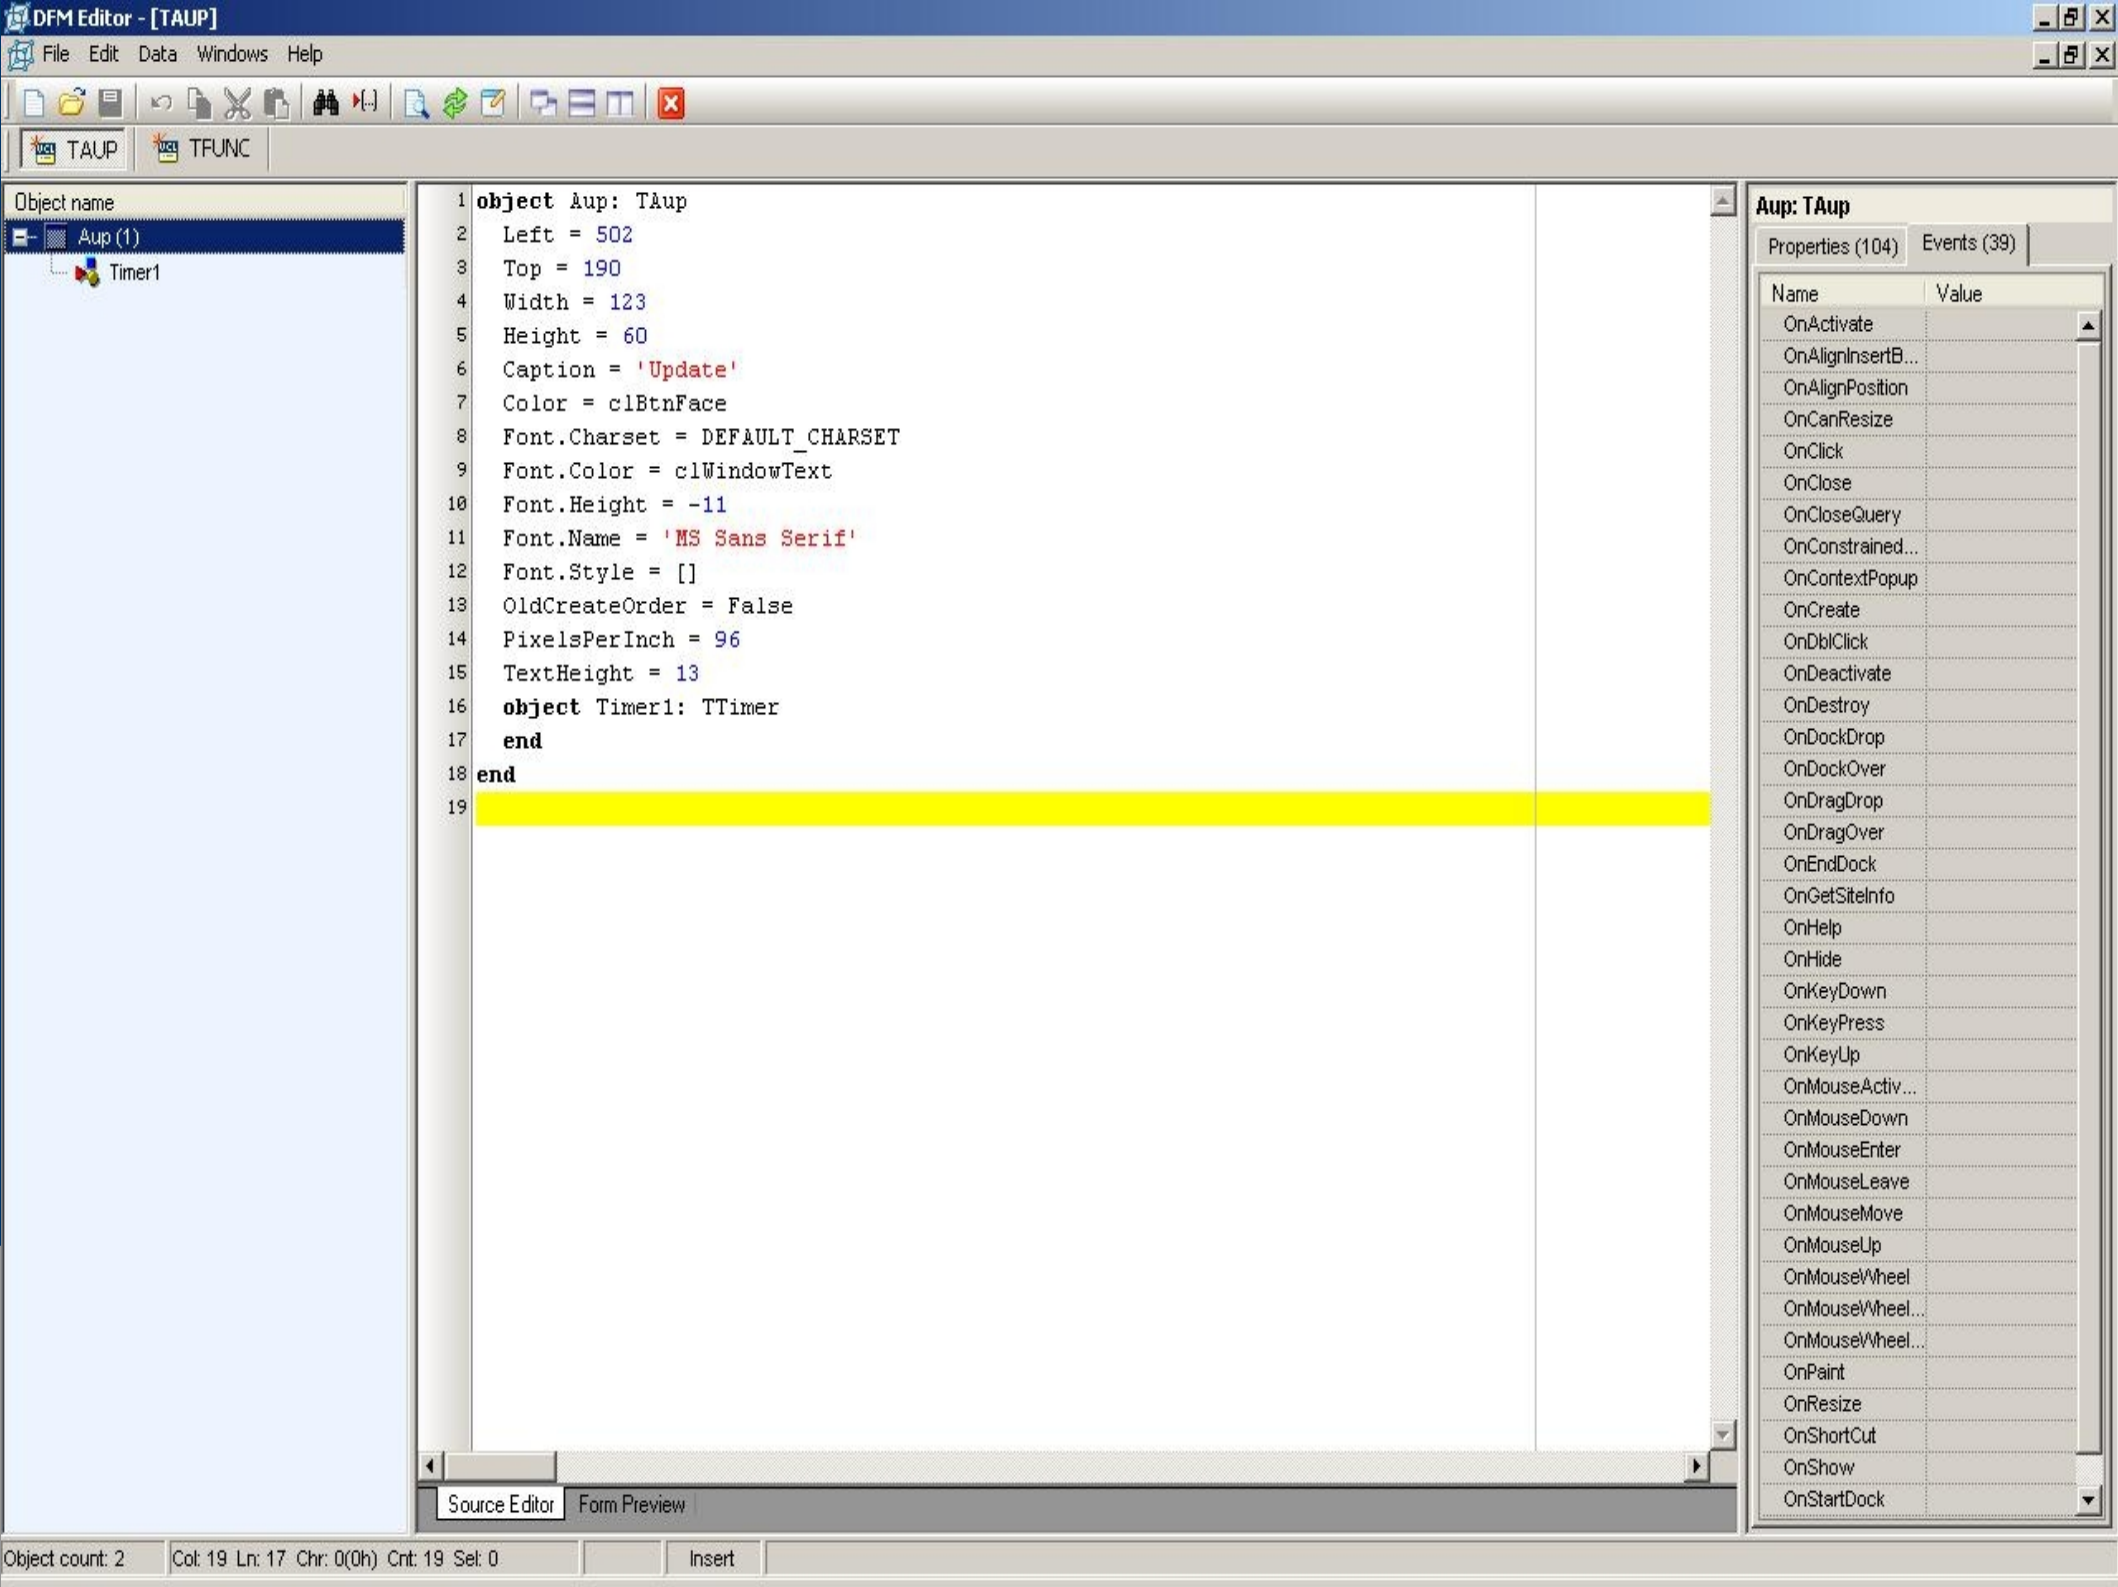 DFM Editor - [TAUP]
File Edit Data Windows Help
TAUP TFUNC
Object name
Aup (1)
Timer1
1 object Aup: TAup
2 Left = 502
3 Top = 190
4 Width = 123
5 Height = 60
6 Caption = 'Update'
7 Color = clBtnFace
8 Font.Charset = DEFAULT_CHARSET
9 Font.Color = clWindowText
10 Font.Height = -11
11 Font.Name = 'MS Sans Serif'
12 Font.Style = []
13 OldCreateOrder = False
14 PixelsPerInch = 96
15 TextHeight = 13
16 object Timer1: TTimer
17 end
18 end
19
Source Editor Form Preview
Aup: TAup
Properties (104) Events (39)
Name Value
OnActivate
OnAlignInsertB...
OnAlignPosition
OnCanResize
OnClick
OnClose
OnCloseQuery
OnConstrained...
OnContextPopup
OnCreate
OnDblClick
OnDeactivate
OnDestroy
OnDockDrop
OnDockOver
OnDragDrop
OnDragOver
OnEndDock
OnGetSiteInfo
OnHelp
OnHide
OnKeyDown
OnKeyPress
OnKeyUp
OnMouseActiv...
OnMouseDown
OnMouseEnter
OnMouseLeave
OnMouseMove
OnMouseUp
OnMouseWheel
OnMouseWheel...
OnMouseWheel...
OnPaint
OnResize
OnShortCut
OnShow
OnStartDock
Object count: 2 Col: 19 Ln: 17 Chr: 0(0h) Cnt: 19 Sel: 0 Insert